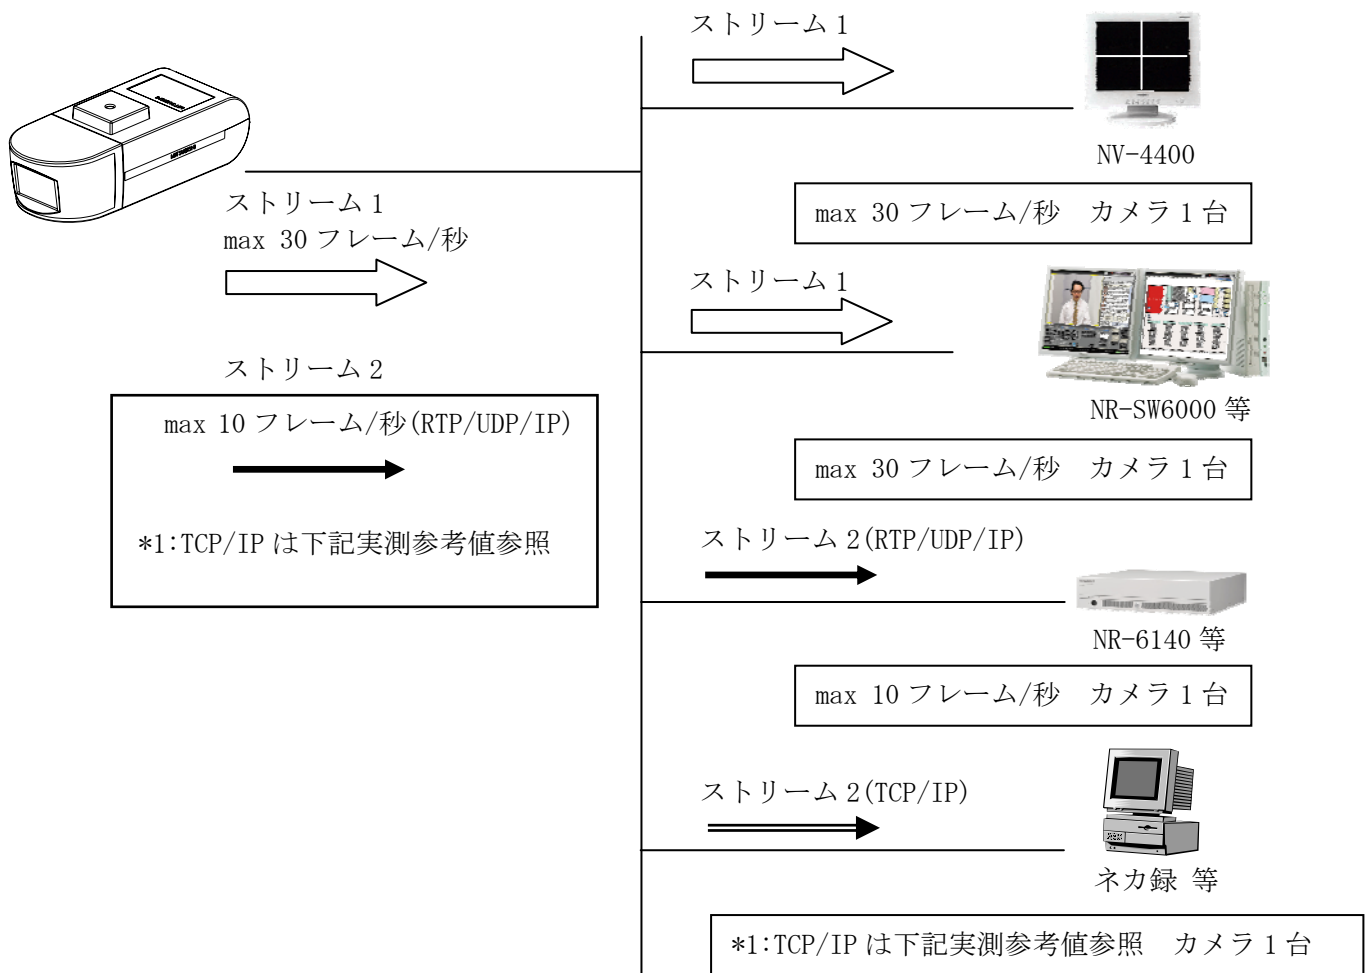 ストリーム1
NV-4400
max 30 フレーム/秒　カメラ1台
ストリーム1
max 30 フレーム/秒
ストリーム1
NR-SW6000 等
max 30 フレーム/秒　カメラ1台
ストリーム2
max 10 フレーム/秒(RTP/UDP/IP)
*1:TCP/IP は下記実測参考値参照
ストリーム2(RTP/UDP/IP)
NR-6140 等
max 10 フレーム/秒　カメラ1台
ストリーム2(TCP/IP)
ネカ録 等
*1:TCP/IP は下記実測参考値参照　カメラ1台